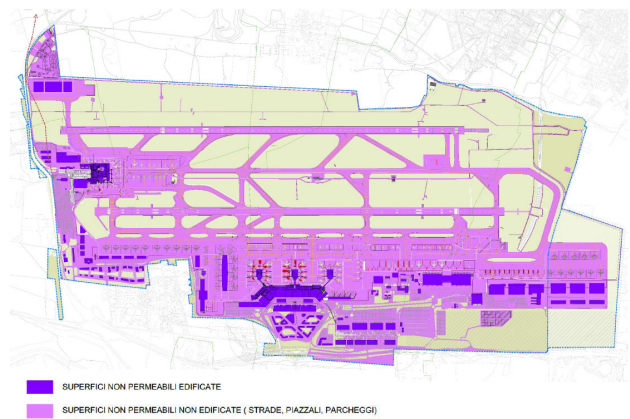 SUPERFICI NON PERMEABILI EDIFICATE
SUPERFICI NON PERMEABILI NON EDIFICATE ( STRADE, PIAZZALI, PARCHEGGI)